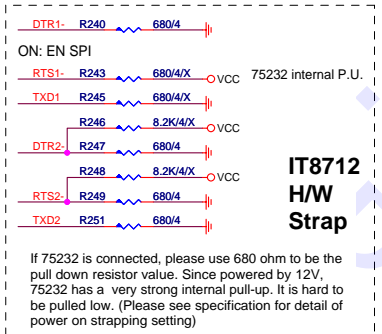 DTR1- R240 680/4
ON: EN SPI
RTS1- R243 680/4/X VCC 75232 internal P.U.
TXD1 R245 680/4/X
R246 8.2K/4/X VCC
DTR2- R247 680/4
R248 8.2K/4/X VCC
RTS2- R249 680/4
TXD2 R251 680/4
IT8712
H/W
Strap
If 75232 is connected, please use 680 ohm to be the
pull down resistor value. Since powered by 12V,
75232 has a very strong internal pull-up. It is hard to
be pulled low. (Please see specification for detail of
power on strapping setting)